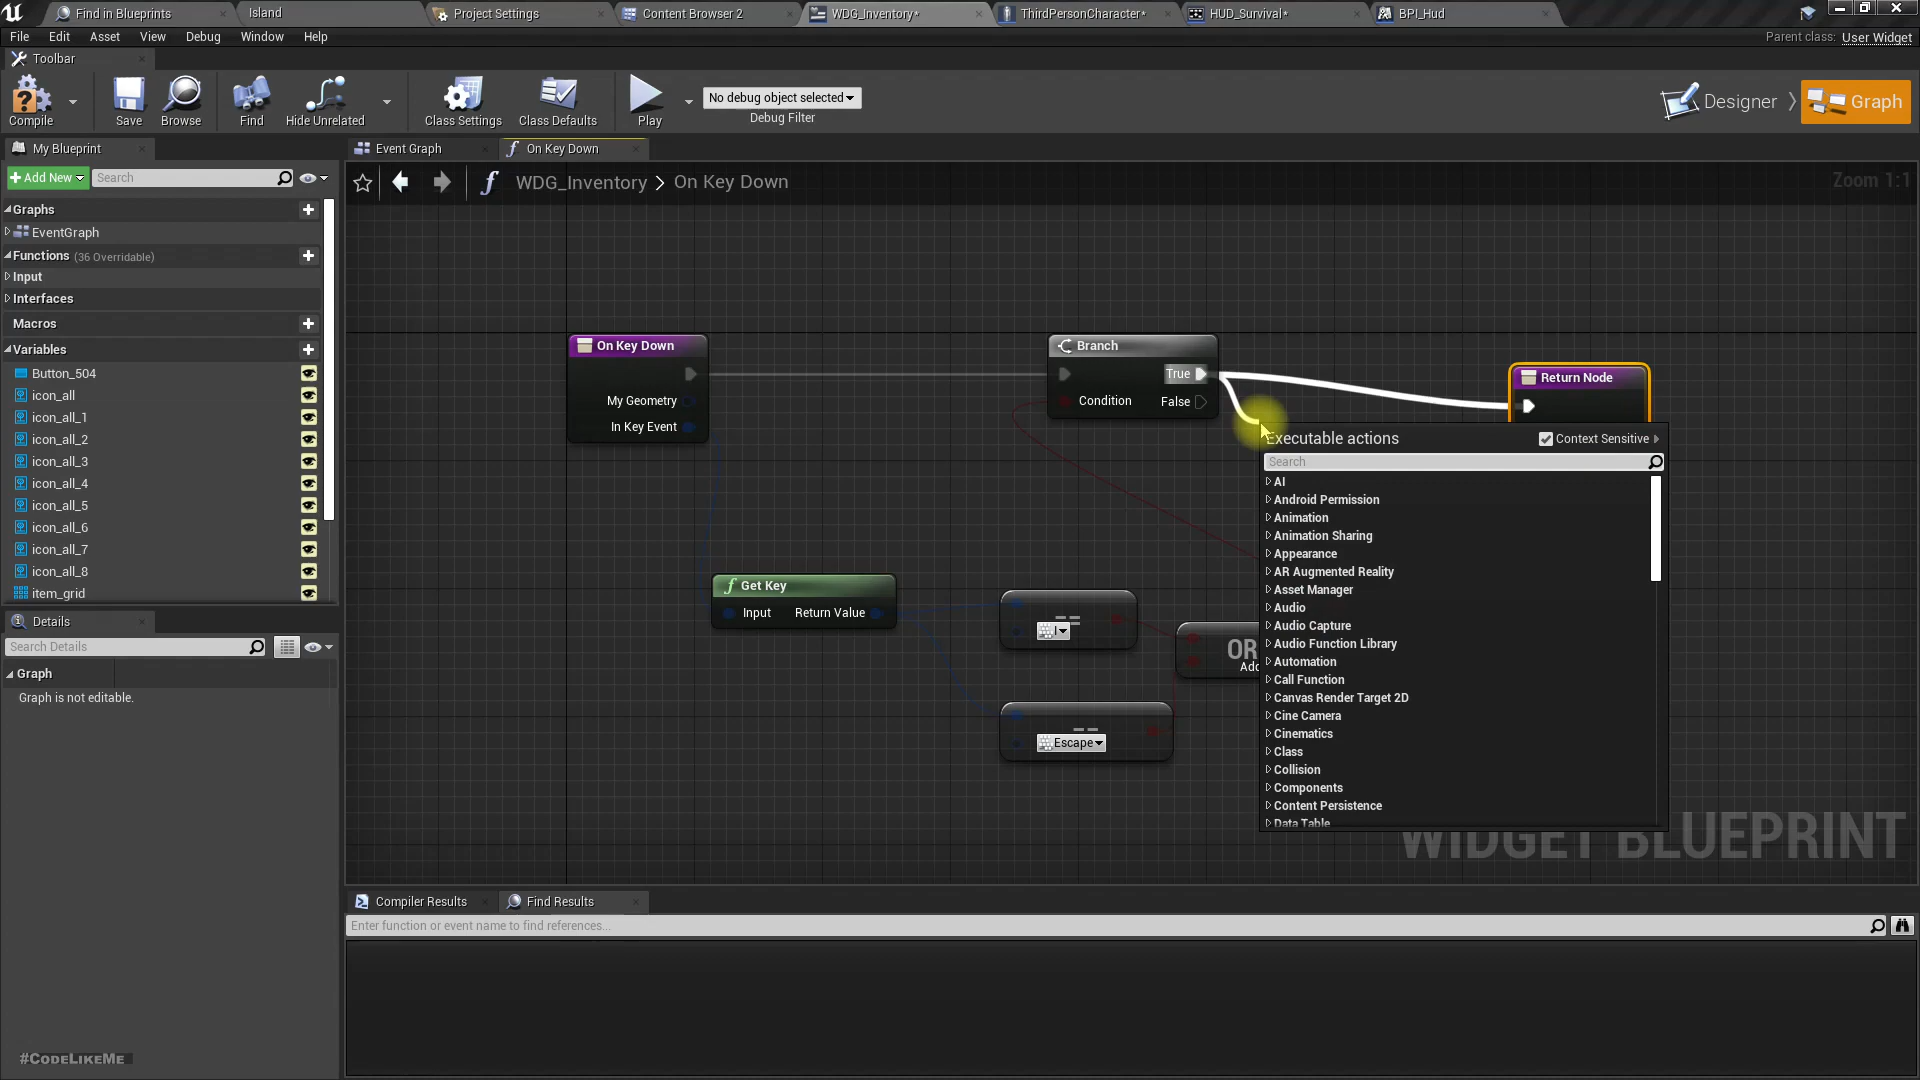 Find in Blueprints
Island
Project Settings
Content Browser 2
WDG_Inventory*
ThirdPersonCharacter*
HUD_Survival*
BPI_Hud
File Edit Asset View Debug Window Help
Parent class: User Widget
Toolbar
Compile
Save
Browse
Find
Hide Unrelated
Class Settings
Class Defaults
Play
No debug object selected
Debug Filter
Designer
Graph
My Blueprint
Event Graph
On Key Down
Add New
Search
WDG_Inventory > On Key Down
Zoom 1:1
Graphs
EventGraph
Functions (36 Overridable)
Input
Interfaces
Macros
Variables
Button_504
icon_all
icon_all_1
icon_all_2
icon_all_3
icon_all_4
icon_all_5
icon_all_6
icon_all_7
icon_all_8
item_grid
Details
Search Details
Graph
Graph is not editable.
On Key Down
My Geometry
In Key Event
Branch
True
Condition
False
Return Node
Get Key
Input
Return Value
==
I
==
Escape
OR
Executable actions
Context Sensitive
Search
AI
Android Permission
Animation
Animation Sharing
Appearance
AR Augmented Reality
Asset Manager
Audio
Audio Capture
Audio Function Library
Automation
Call Function
Canvas Render Target 2D
Cine Camera
Cinematics
Class
Collision
Components
Content Persistence
Data Table
WIDGET BLUEPRINT
Compiler Results
Find Results
Enter function or event name to find references...
#CODELIKEME